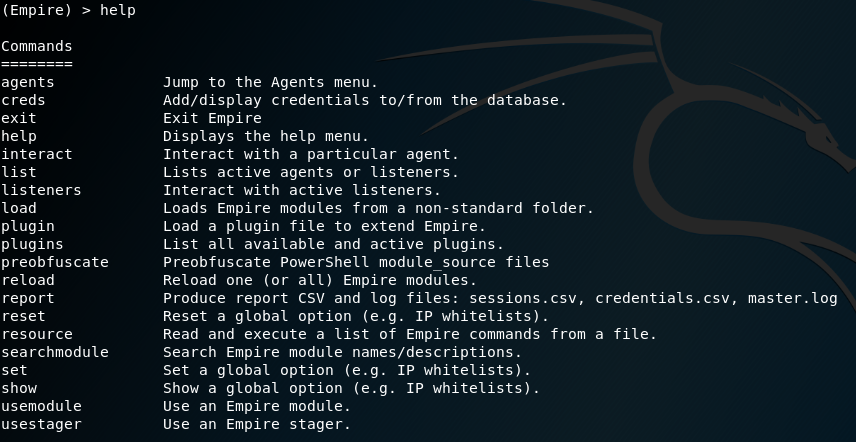 (Empire) > help
Commands
========
agents Jump to the Agents menu.
creds Add/display credentials to/from the database.
exit Exit Empire
help Displays the help menu.
interact Interact with a particular agent.
list Lists active agents or listeners.
listeners Interact with active listeners.
load Loads Empire modules from a non-standard folder.
plugin Load a plugin file to extend Empire.
plugins List all available and active plugins.
preobfuscate Preobfuscate PowerShell module_source files
reload Reload one (or all) Empire modules.
report Produce report CSV and log files: sessions.csv, credentials.csv, master.log
reset Reset a global option (e.g. IP whitelists).
resource Read and execute a list of Empire commands from a file.
searchmodule Search Empire module names/descriptions.
set Set a global option (e.g. IP whitelists).
show Show a global option (e.g. IP whitelists).
usemodule Use an Empire module.
usestager Use an Empire stager.